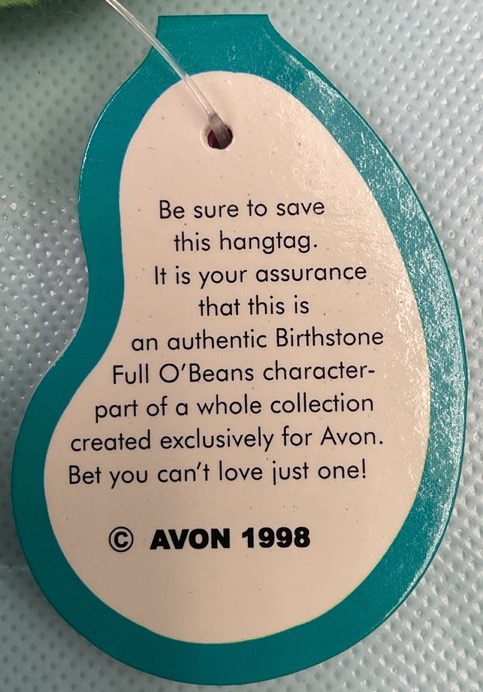 Be sure to save
this hangtag.
It is your assurance
that this is
an authentic Birthstone
Full O'Beans character-
part of a whole collection
created exclusively for Avon.
Bet you can't love just one!
© AVON 1998